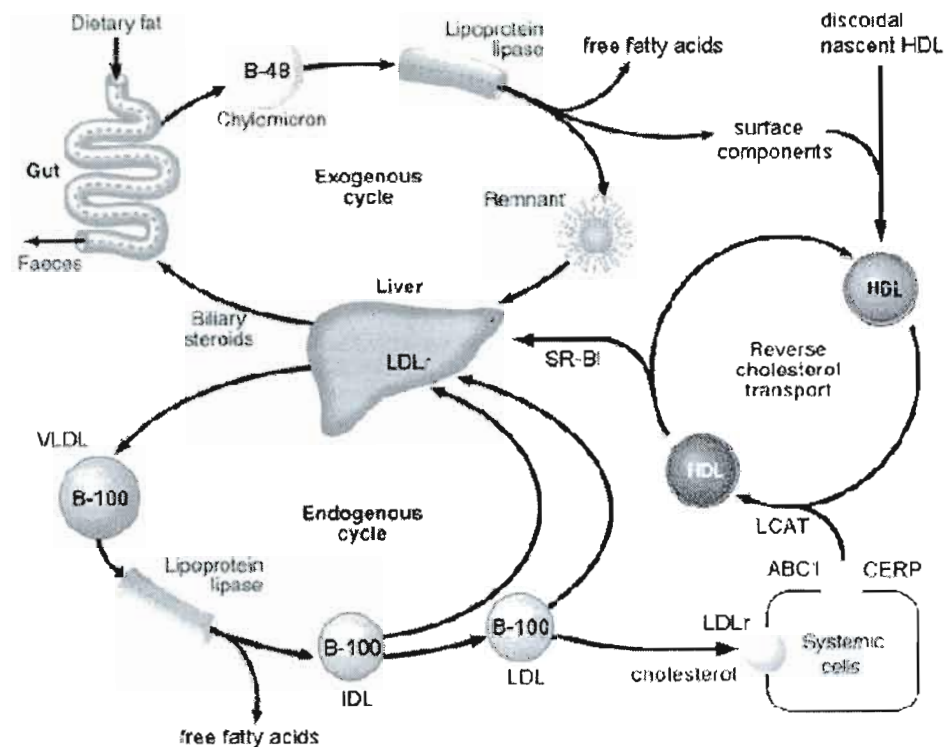 Dietary fat
B-48
Chylomicron
Lipoprotein
lipase
free fatty acids
discoidal
nascent HDL
surface
components
Gut
Exogenous
cycle
Remnant
Faeces
Liver
HDL
Biliary
steroids
LDLr
SR-BI
Reverse
cholesterol
transport
VLDL
B-100
HDL
Endogenous
cycle
LCAT
Lipoprotein
lipase
ABC1
CERP
B-100
B-100
LDLr
Systemic
cells
IDL
LDL
cholesterol
free fatty acids